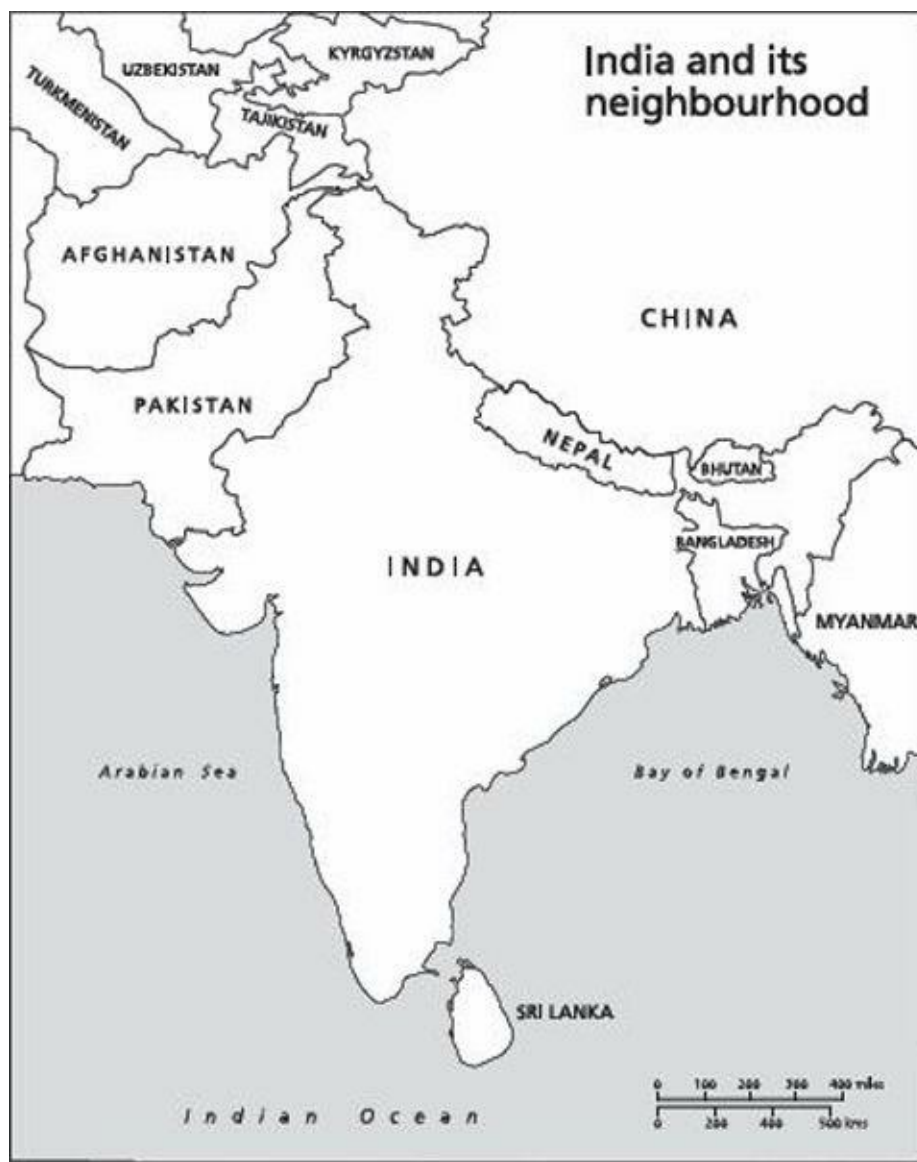 India and its
neighbourhood
KYRGYZSTAN
UZBEKISTAN
TURKMENISTAN
TAJIKISTAN
AFGHANISTAN
CHINA
PAKISTAN
NEPAL
BHUTAN
BANGLADESH
INDIA
MYANMAR
Arabian Sea
Bay of Bengal
SRI LANKA
0 100 200 300 400 miles
0 200 400 500 kms
Indian Ocean